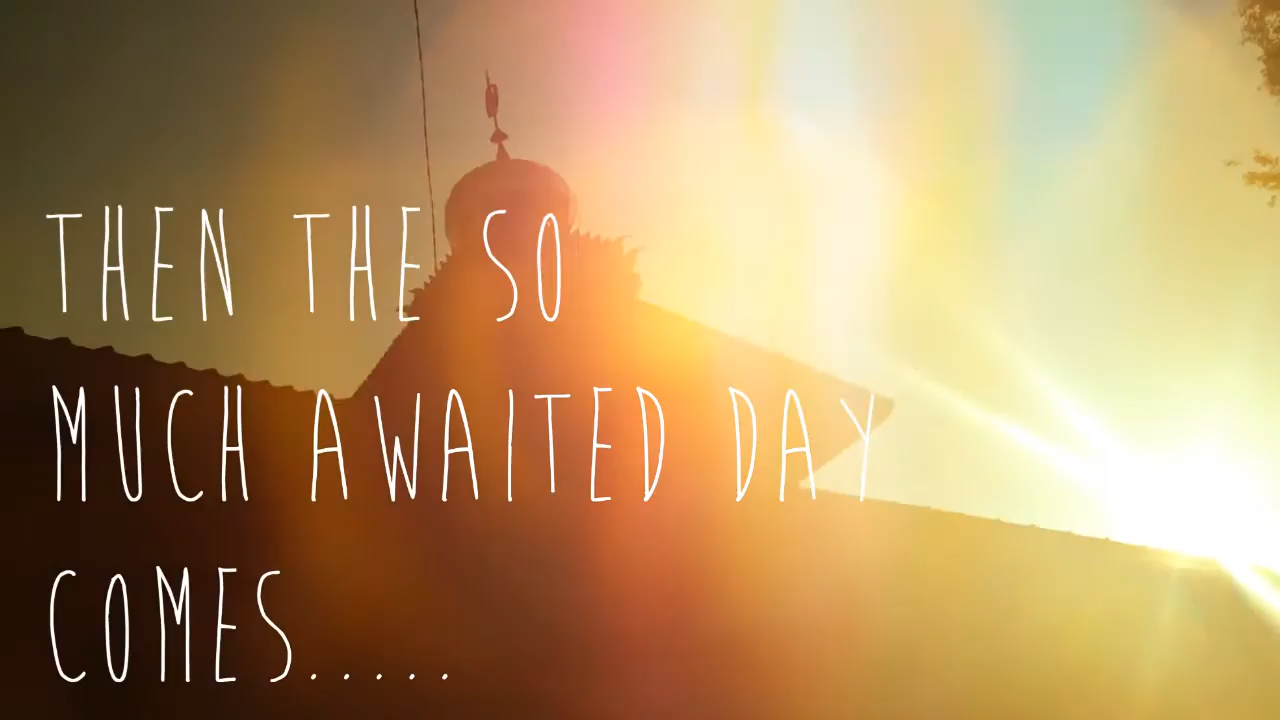 THEN THE SO
MUCH AWAITED DAY
COMES.....